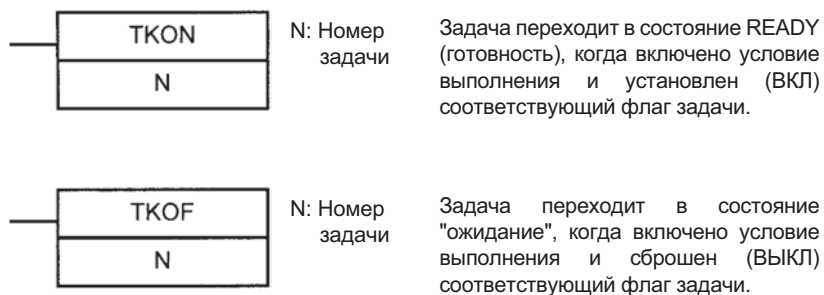 TKON
N
N: Номер
задачи
Задача переходит в состояние READY
(готовность), когда включено условие
выполнения и установлен (ВКЛ)
соответствующий флаг задачи.
TKOF
N
N: Номер
задачи
Задача переходит в состояние
"ожидание", когда включено условие
выполнения и сброшен (ВЫКЛ)
соответствующий флаг задачи.